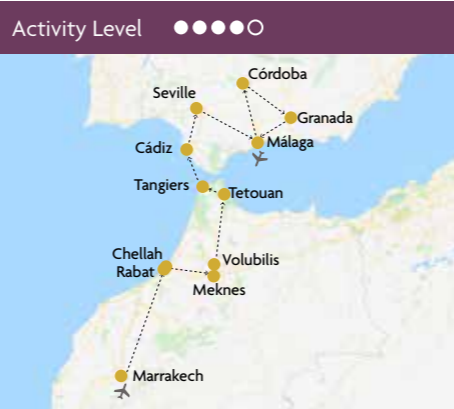 Activity Level
Córdoba
Seville
Granada
Málaga
Cádiz
Tangiers
Tetouan
Chellah
Rabat
Volubilis
Meknes
Marrakech